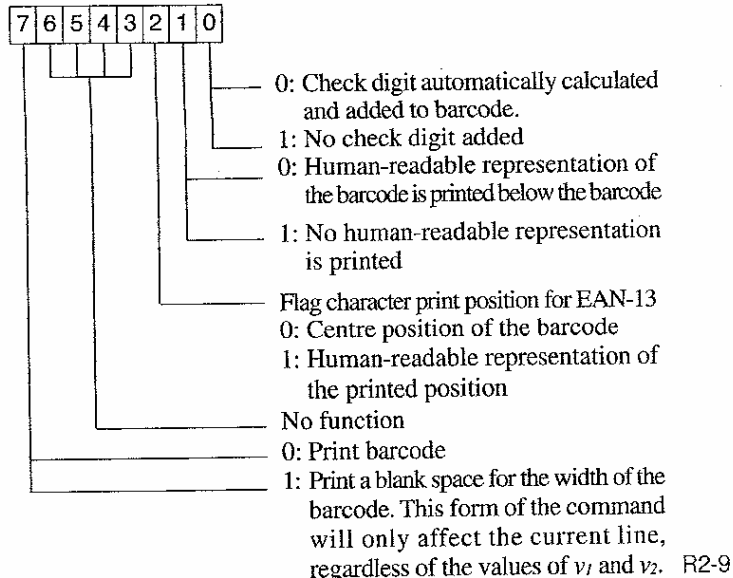 7 6 5 4 3 2 1 0
0: Check digit automatically calculated
and added to barcode.
1: No check digit added
0: Human-readable representation of
the barcode is printed below the barcode
1: No human-readable representation
is printed
Flag character print position for EAN-13
0: Centre position of the barcode
1: Human-readable representation of
the printed position
No function
0: Print barcode
1: Print a blank space for the width of the
barcode. This form of the command
will only affect the current line,
regardless of the values of v1 and v2. R2-9